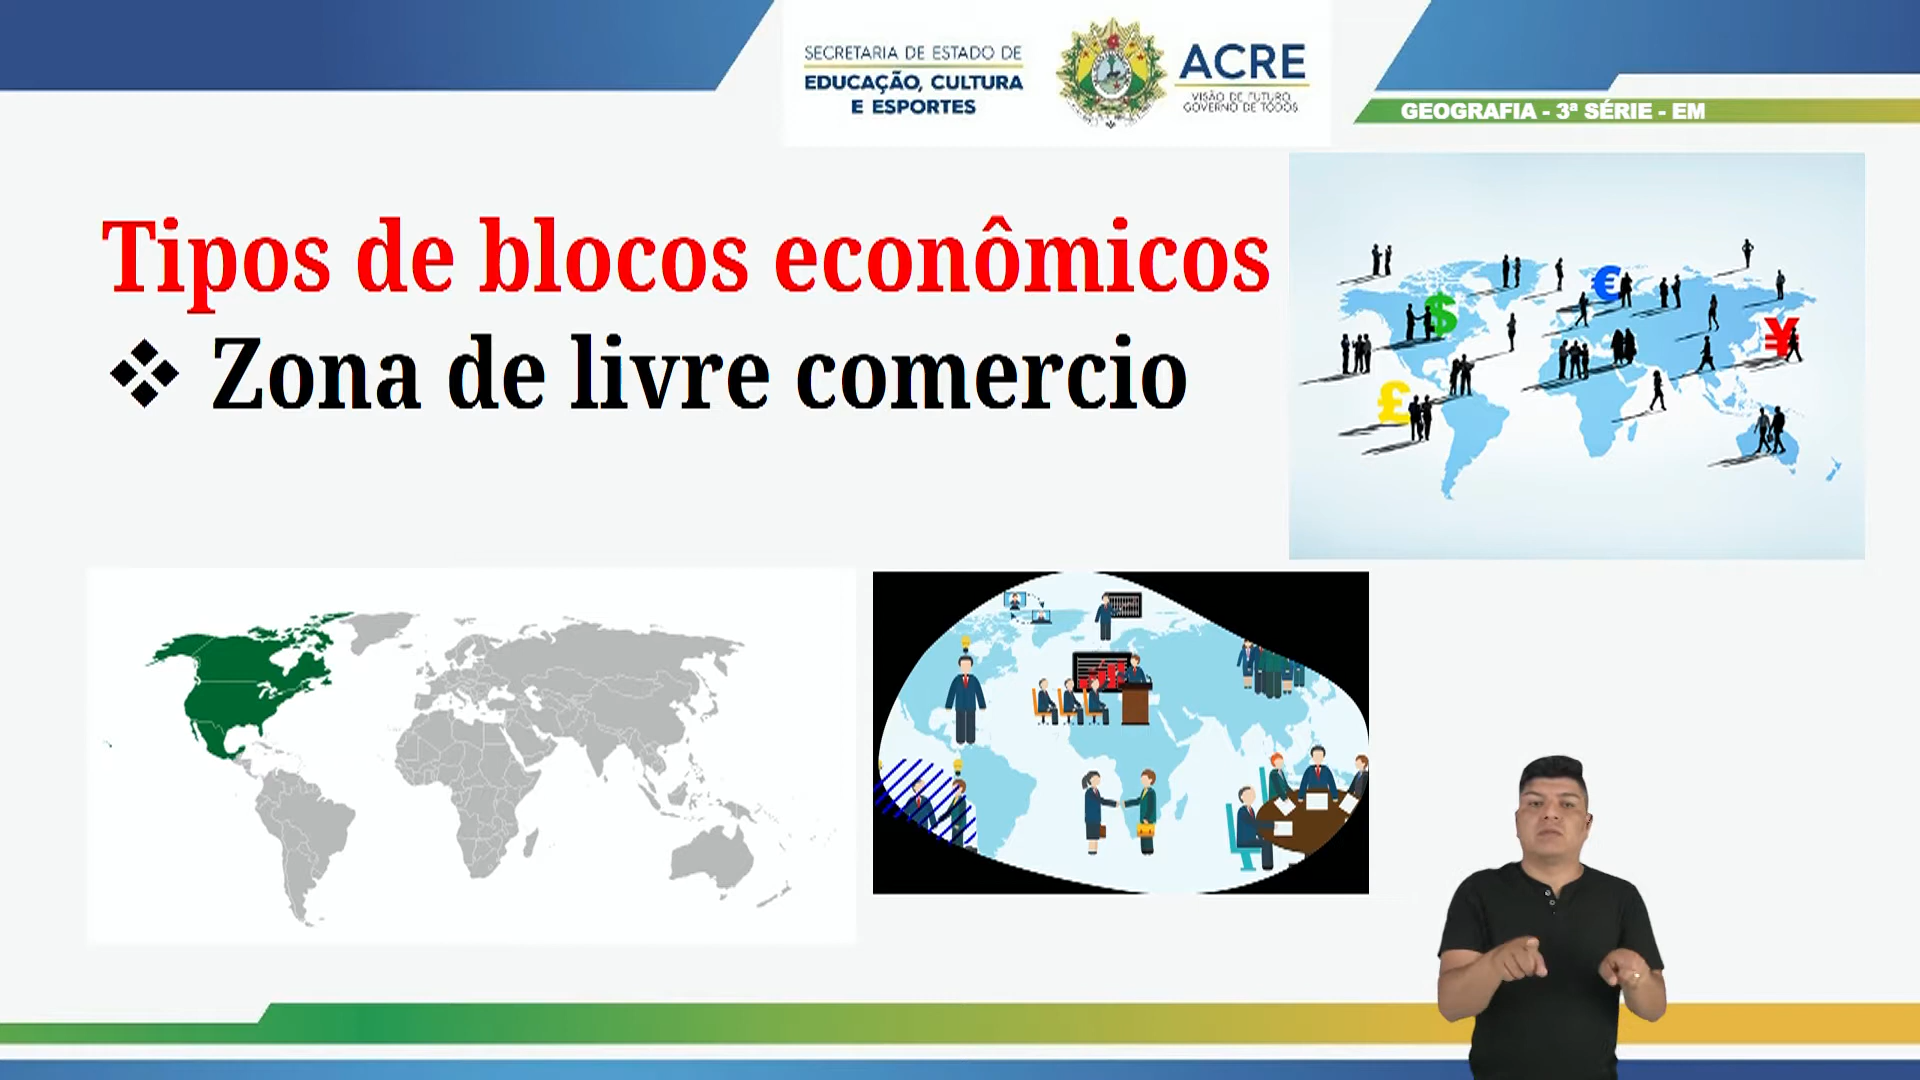 SECRETARIA DE ESTADO DE
EDUCAÇÃO, CULTURA
E ESPORTES
ACRE
VISÃO DE FUTURO,
GOVERNO DE TODOS
GEOGRAFIA - 3ª SÉRIE - EM
Tipos de blocos econômicos
❖ Zona de livre comercio
$
€
¥
£